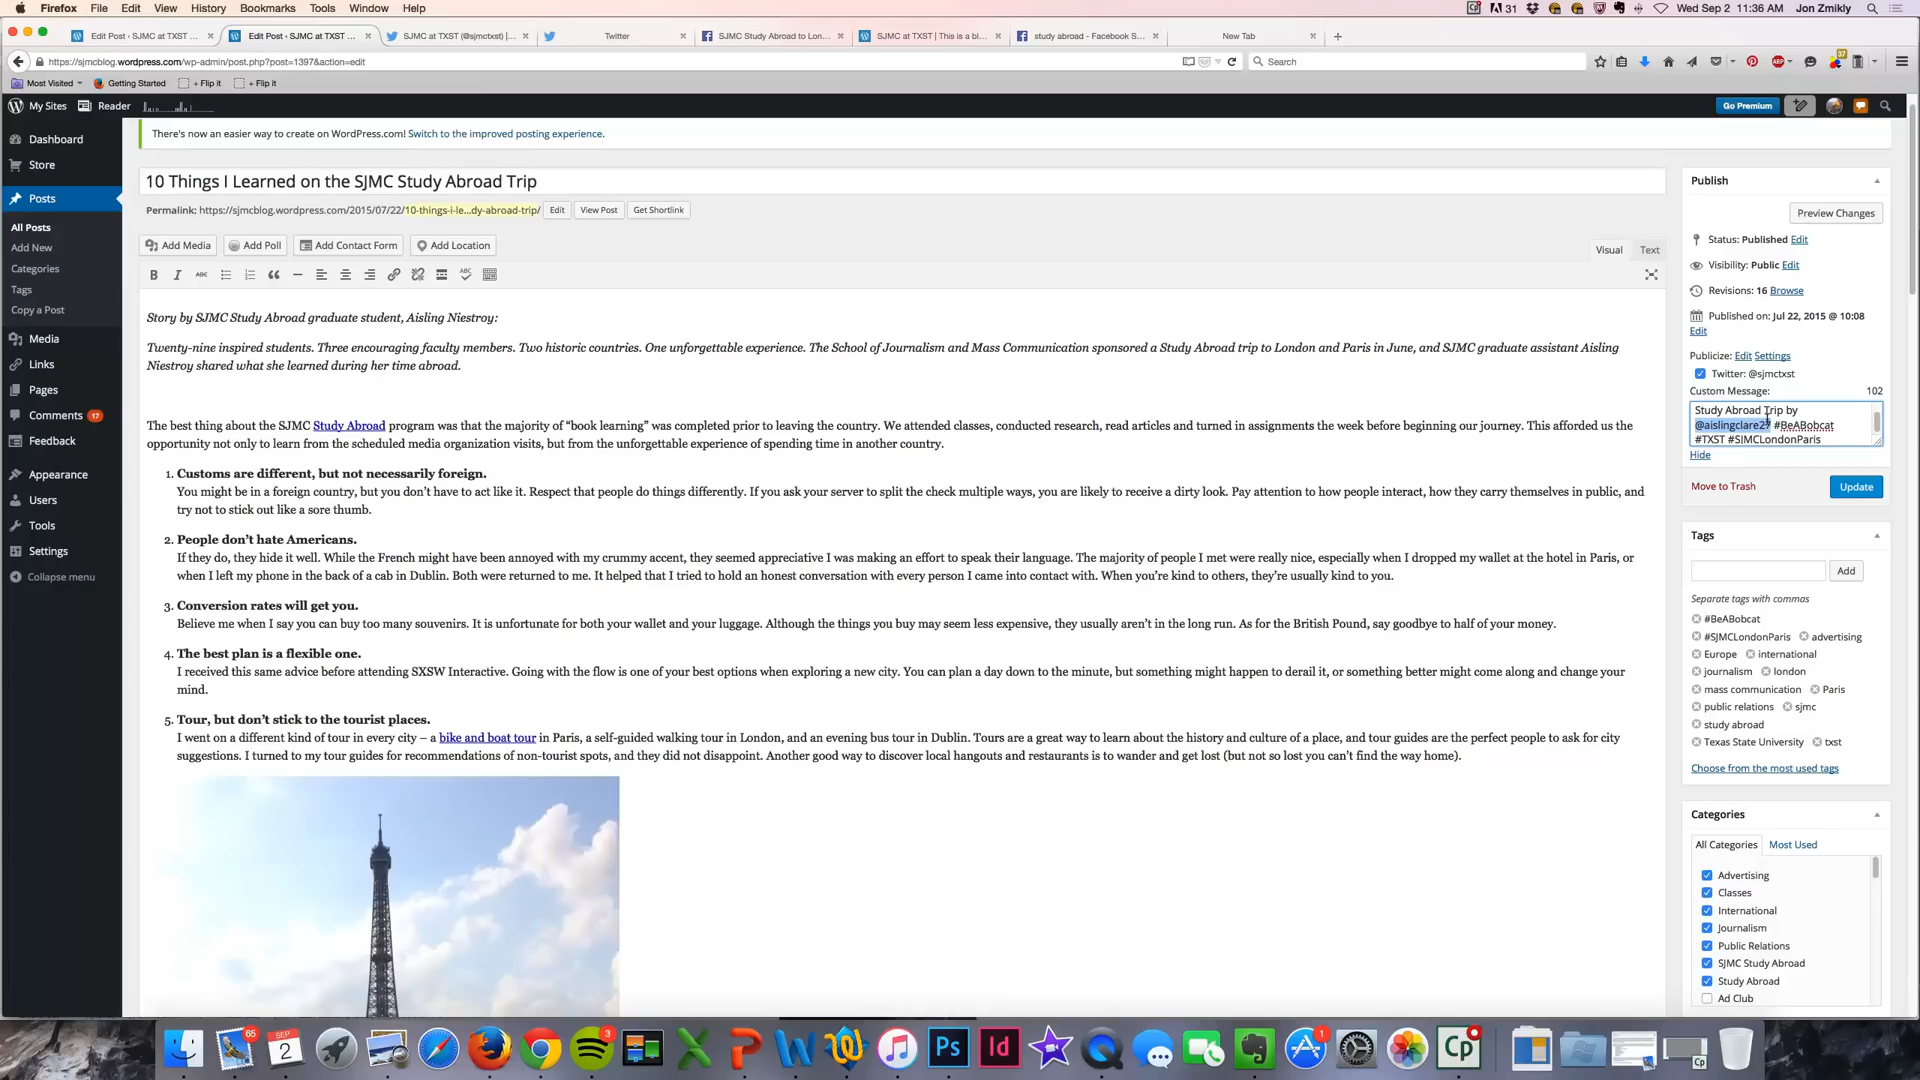 Firefox File Edit View History Bookmarks Tools Window Help
31
Wed Sep 2 11:36 AM Jon Zmikly
Edit Post ‹ SJMC at TXST ...
Edit Post ‹ SJMC at TXST ...
SJMC at TXST (@sjmctxst) |...
Twitter
SJMC Study Abroad to Lon...
SJMC at TXST | This is a bl...
study abroad - Facebook S...
New Tab
https://sjmcblog.wordpress.com/wp-admin/post.php?post=1397&action=edit
Search
Most Visited
Getting Started
+ Flip it
+ Flip it
My Sites
Reader
Go Premium
There's now an easier way to create on WordPress.com! Switch to the improved posting experience.
Dashboard
Store
Posts
All Posts
Add New
Categories
Tags
Copy a Post
Media
Links
Pages
Comments 17
Feedback
Appearance
Users
Tools
Settings
Collapse menu
10 Things I Learned on the SJMC Study Abroad Trip
Permalink: https://sjmcblog.wordpress.com/2015/07/22/10-things-i-le...dy-abroad-trip/ Edit View Post Get Shortlink
Add Media Add Poll Add Contact Form Add Location
Visual Text
B I ABC
Story by SJMC Study Abroad graduate student, Aisling Niestroy:
Twenty-nine inspired students. Three encouraging faculty members. Two historic countries. One unforgettable experience. The School of Journalism and Mass Communication sponsored a Study Abroad trip to London and Paris in June, and SJMC graduate assistant Aisling
Niestroy shared what she learned during her time abroad.
The best thing about the SJMC Study Abroad program was that the majority of “book learning” was completed prior to leaving the country. We attended classes, conducted research, read articles and turned in assignments the week before beginning our journey. This afforded us the
opportunity not only to learn from the scheduled media organization visits, but from the unforgettable experience of spending time in another country.
1. Customs are different, but not necessarily foreign.
You might be in a foreign country, but you don’t have to act like it. Respect that people do things differently. If you ask your server to split the check multiple ways, you are likely to receive a dirty look. Pay attention to how people interact, how they carry themselves in public, and
try not to stick out like a sore thumb.
2. People don’t hate Americans.
If they do, they hide it well. While the French might have been annoyed with my crummy accent, they seemed appreciative I was making an effort to speak their language. The majority of people I met were really nice, especially when I dropped my wallet at the hotel in Paris, or
when I left my phone in the back of a cab in Dublin. Both were returned to me. It helped that I tried to hold an honest conversation with every person I came into contact with. When you’re kind to others, they’re usually kind to you.
3. Conversion rates will get you.
Believe me when I say you can buy too many souvenirs. It is unfortunate for both your wallet and your luggage. Although the things you buy may seem less expensive, they usually aren’t in the long run. As for the British Pound, say goodbye to half of your money.
4. The best plan is a flexible one.
I received this same advice before attending SXSW Interactive. Going with the flow is one of your best options when exploring a new city. You can plan a day down to the minute, but something might happen to derail it, or something better might come along and change your
mind.
5. Tour, but don’t stick to the tourist places.
I went on a different kind of tour in every city – a bike and boat tour in Paris, a self-guided walking tour in London, and an evening bus tour in Dublin. Tours are a great way to learn about the history and culture of a place, and tour guides are the perfect people to ask for city
suggestions. I turned to my tour guides for recommendations of non-tourist spots, and they did not disappoint. Another good way to discover local hangouts and restaurants is to wander and get lost (but not so lost you can’t find the way home).
Publish
Preview Changes
Status: Published Edit
Visibility: Public Edit
Revisions: 16 Browse
Published on: Jul 22, 2015 @ 10:08
Edit
Publicize: Edit Settings
Twitter: @sjmctxst
Custom Message: 102
Study Abroad Trip by
@aislingclare27 #BeABobcat
#TXST #SJMCLondonParis
Hide
Move to Trash Update
Tags
Add
Separate tags with commas
#BeABobcat
#SJMCLondonParis advertising
Europe international
journalism london
mass communication Paris
public relations sjmc
study abroad
Texas State University txst
Choose from the most used tags
Categories
All Categories Most Used
Advertising
Classes
International
Journalism
Public Relations
SJMC Study Abroad
Study Abroad
Ad Club
65
SEP
2
3
Ps
Id
1
Cp